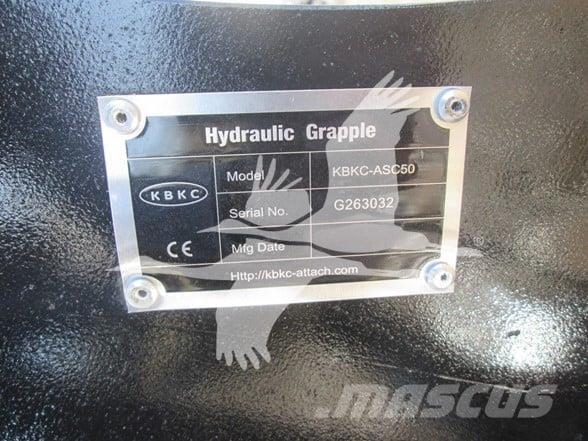 Hydraulic Grapple
Model KBKC-ASC50
KBKC
Serial No. G263032
CE
Mfg Date
Http://kbkc-attach.com
mascus